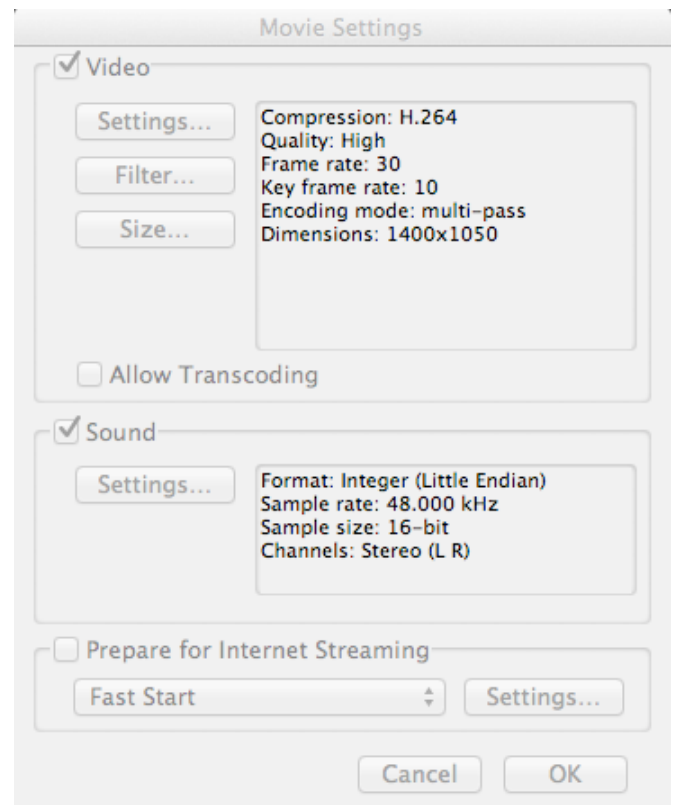 Movie Settings
Video
Settings...
Compression: H.264
Quality: High
Frame rate: 30
Key frame rate: 10
Encoding mode: multi-pass
Dimensions: 1400x1050
Filter...
Size...
Allow Transcoding
Sound
Settings...
Format: Integer (Little Endian)
Sample rate: 48.000 kHz
Sample size: 16-bit
Channels: Stereo (L R)
Prepare for Internet Streaming
Fast Start
Settings...
Cancel
OK